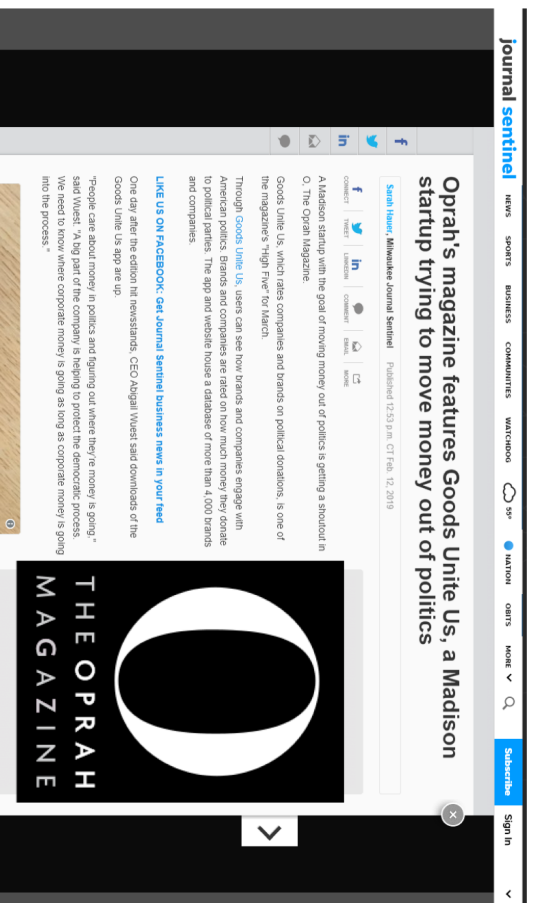 journal sentinel
NEWS
SPORTS
BUSINESS
COMMUNITIES
WATCHDOG
55°
NATION
OBITS
MORE
Subscribe
Sign In
Oprah's magazine features Goods Unite Us, a Madison
startup trying to move money out of politics
Sarah Hauer, Milwaukee Journal Sentinel Published 12:53 p.m. CT Feb. 12, 2019
CONNECT
TWEET
LINKEDIN
COMMENT
EMAIL
MORE
A Madison startup with the goal of moving money out of politics is getting a shoutout in
O, The Oprah Magazine.
Goods Unite Us, which rates companies and brands on political donations, is one of
the magazine's "High Five" for March.
Through Goods Unite Us, users can see how brands and companies engage with
American politics. Brands and companies are rated on how much money they donate
to political parties. The app and website house a database of more than 4,000 brands
and companies.
LIKE US ON FACEBOOK: Get Journal Sentinel business news in your feed
One day after the edition hit newsstands, CEO Abigail Wuest said downloads of the
Goods Unite Us app are up.
"People care about money in politics and figuring out where they're money is going,"
said Wuest. "A big part of the company is helping to protect the democratic process.
We need to know where corporate money is going as long as corporate money is going
into the process."
O
THE OPRAH
MAGAZINE